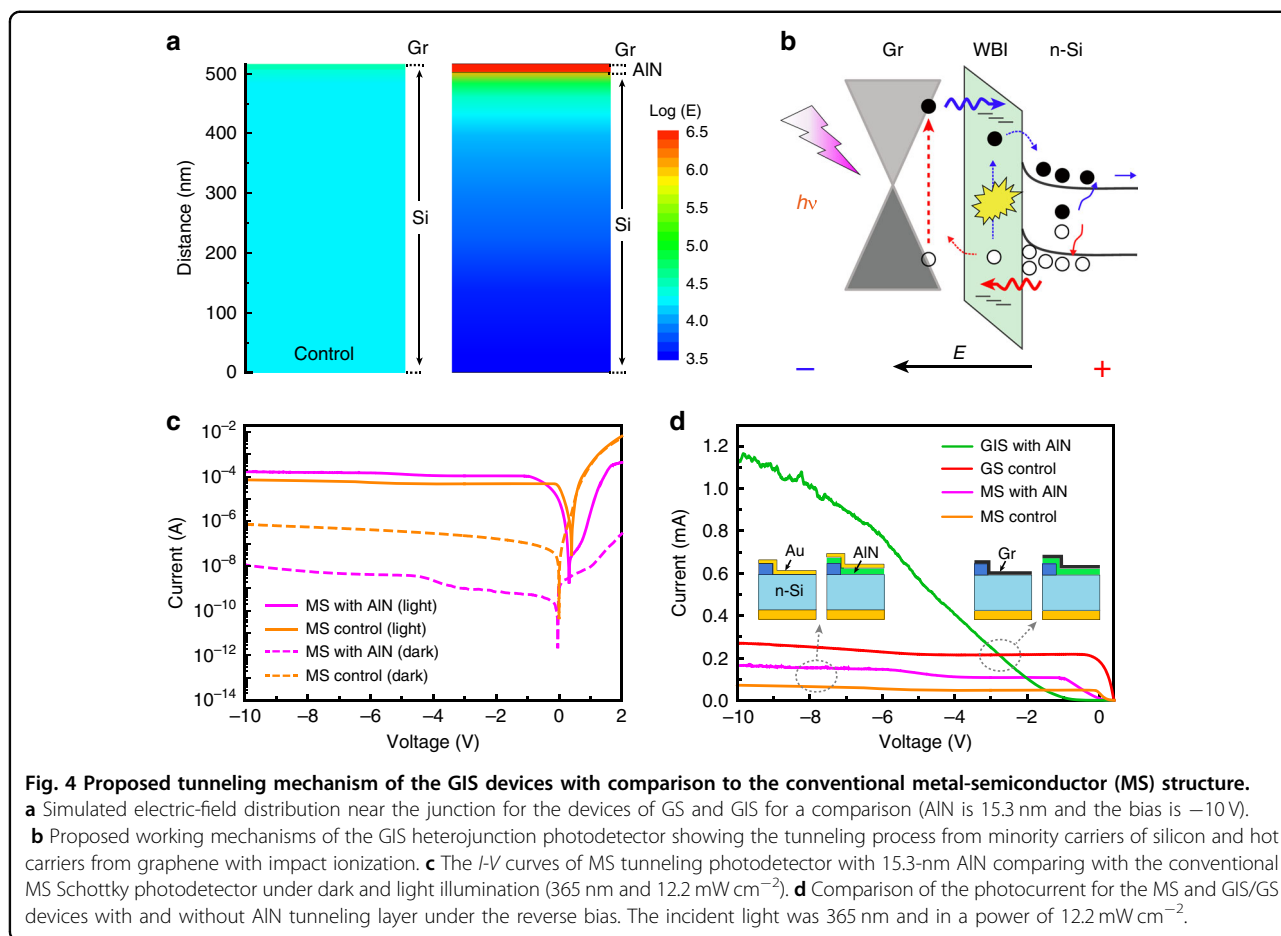 a
Gr
Gr
AlN
500
400
300
200
100
0
Distance (nm)
Si
Si
Control
Log (E)
6.5
6.0
5.5
5.0
4.5
4.0
3.5
b
Gr
WBI
n-Si
hν
E
−
+
c
10−2
10−4
10−6
10−8
10−10
10−12
10−14
Current (A)
MS with AlN (light)
MS control (light)
MS with AlN (dark)
MS control (dark)
−10 −8 −6 −4 −2 0 2
Voltage (V)
d
1.2
1.0
0.8
0.6
0.4
0.2
0.0
Current (mA)
GIS with AlN
GS control
MS with AlN
MS control
Au
AlN
n-Si
Gr
−10 −8 −6 −4 −2 0
Voltage (V)
Fig. 4 Proposed tunneling mechanism of the GIS devices with comparison to the conventional metal-semiconductor (MS) structure.
a Simulated electric-field distribution near the junction for the devices of GS and GIS for a comparison (AlN is 15.3 nm and the bias is −10 V).
b Proposed working mechanisms of the GIS heterojunction photodetector showing the tunneling process from minority carriers of silicon and hot
carriers from graphene with impact ionization. c The I-V curves of MS tunneling photodetector with 15.3-nm AlN comparing with the conventional
MS Schottky photodetector under dark and light illumination (365 nm and 12.2 mW cm−2). d Comparison of the photocurrent for the MS and GIS/GS
devices with and without AlN tunneling layer under the reverse bias. The incident light was 365 nm and in a power of 12.2 mW cm−2.